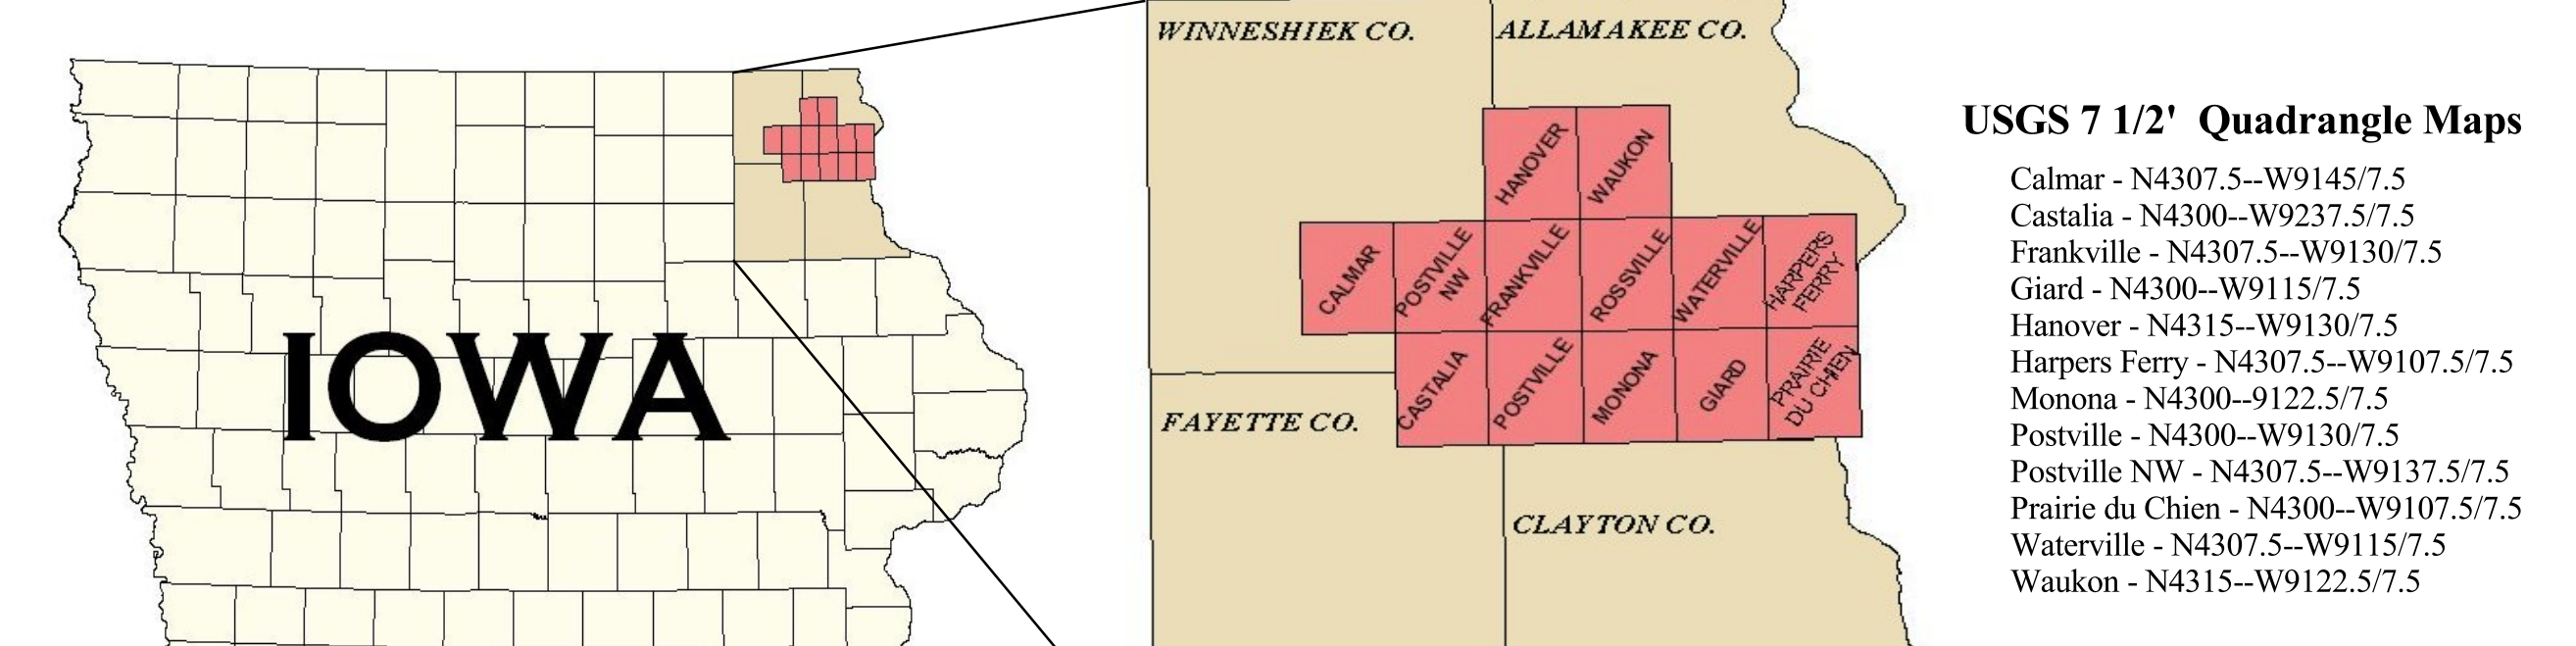 IOWA
WINNESHIEK CO.
ALLAMAKEE CO.
HANOVER
WAUKON
CALMAR
POSTVILLE
NW
FRANKVILLE
ROSSVILLE
WATERVILLE
HARPERS
FERRY
CASTALIA
POSTVILLE
MONONA
GIARD
PRAIRIE
DU CHIEN
FAYETTE CO.
CLAYTON CO.
USGS 7 1/2' Quadrangle Maps
Calmar - N4307.5--W9145/7.5
Castalia - N4300--W9237.5/7.5
Frankville - N4307.5--W9130/7.5
Giard - N4300--W9115/7.5
Hanover - N4315--W9130/7.5
Harpers Ferry - N4307.5--W9107.5/7.5
Monona - N4300--9122.5/7.5
Postville - N4300--W9130/7.5
Postville NW - N4307.5--W9137.5/7.5
Prairie du Chien - N4300--W9107.5/7.5
Waterville - N4307.5--W9115/7.5
Waukon - N4315--W9122.5/7.5